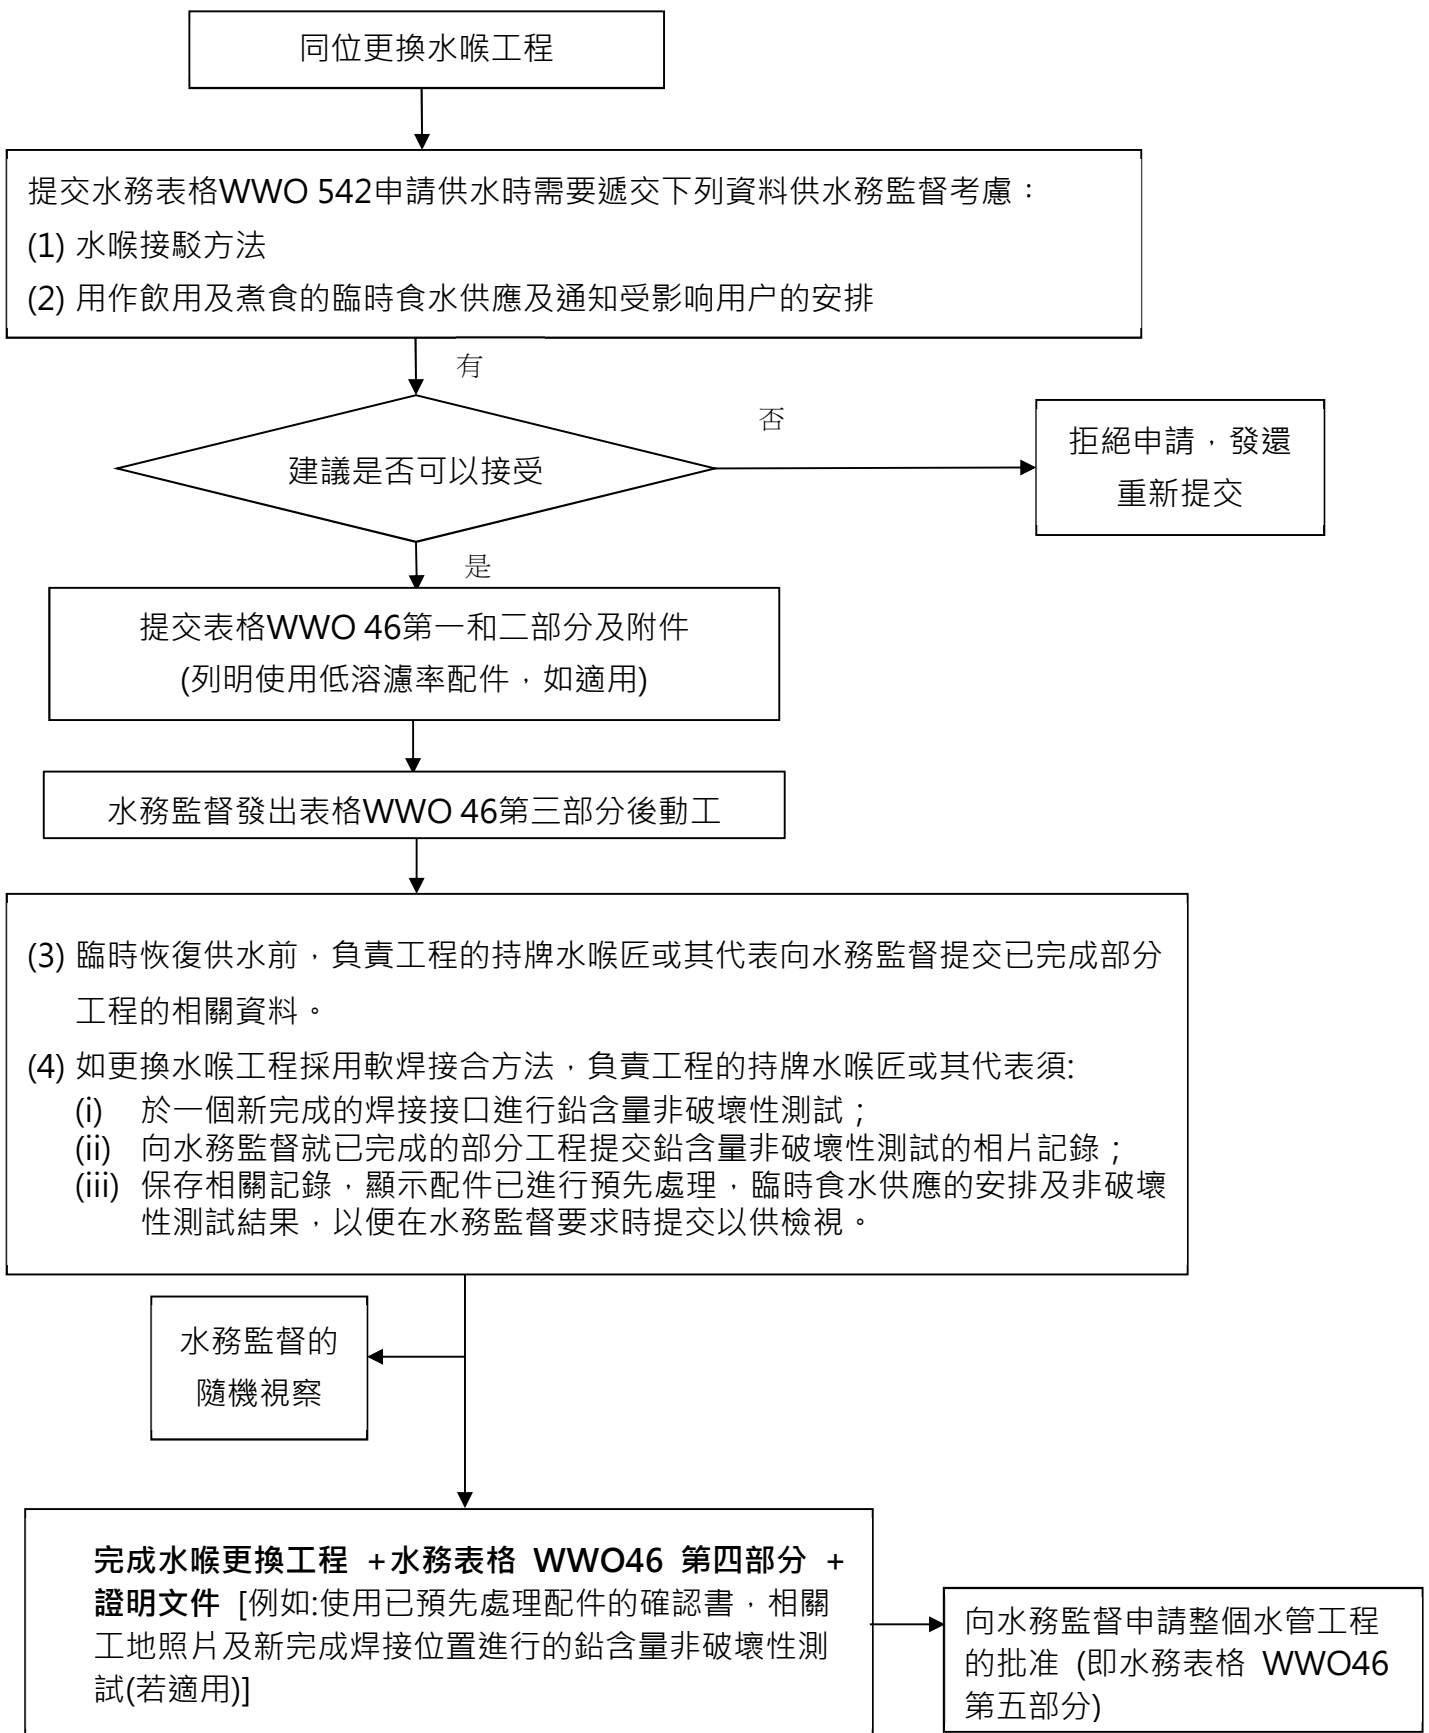 同位更換水喉工程
提交水務表格WWO 542申請供水時需要遞交下列資料供水務監督考慮：
(1) 水喉接駁方法
(2) 用作飲用及煮食的臨時食水供應及通知受影响用户的安排
有
建議是否可以接受
否
拒絕申請，發還
重新提交
是
提交表格WWO 46第一和二部分及附件
(列明使用低溶濾率配件，如適用)
水務監督發出表格WWO 46第三部分後動工
(3) 臨時恢復供水前，負責工程的持牌水喉匠或其代表向水務監督提交已完成部分
工程的相關資料。
(4) 如更換水喉工程採用軟焊接合方法，負責工程的持牌水喉匠或其代表須:
(i) 於一個新完成的焊接接口進行鉛含量非破壞性測試；
(ii) 向水務監督就已完成的部分工程提交鉛含量非破壞性測試的相片記錄；
(iii) 保存相關記錄，顯示配件已進行預先處理，臨時食水供應的安排及非破壞
性測試結果，以便在水務監督要求時提交以供檢視。
水務監督的
隨機視察
完成水喉更換工程 +水務表格 WWO46 第四部分 +
證明文件 [例如:使用已預先處理配件的確認書，相關
工地照片及新完成焊接位置進行的鉛含量非破壞性測
試(若適用)]
向水務監督申請整個水管工程
的批准 (即水務表格 WWO46
第五部分)